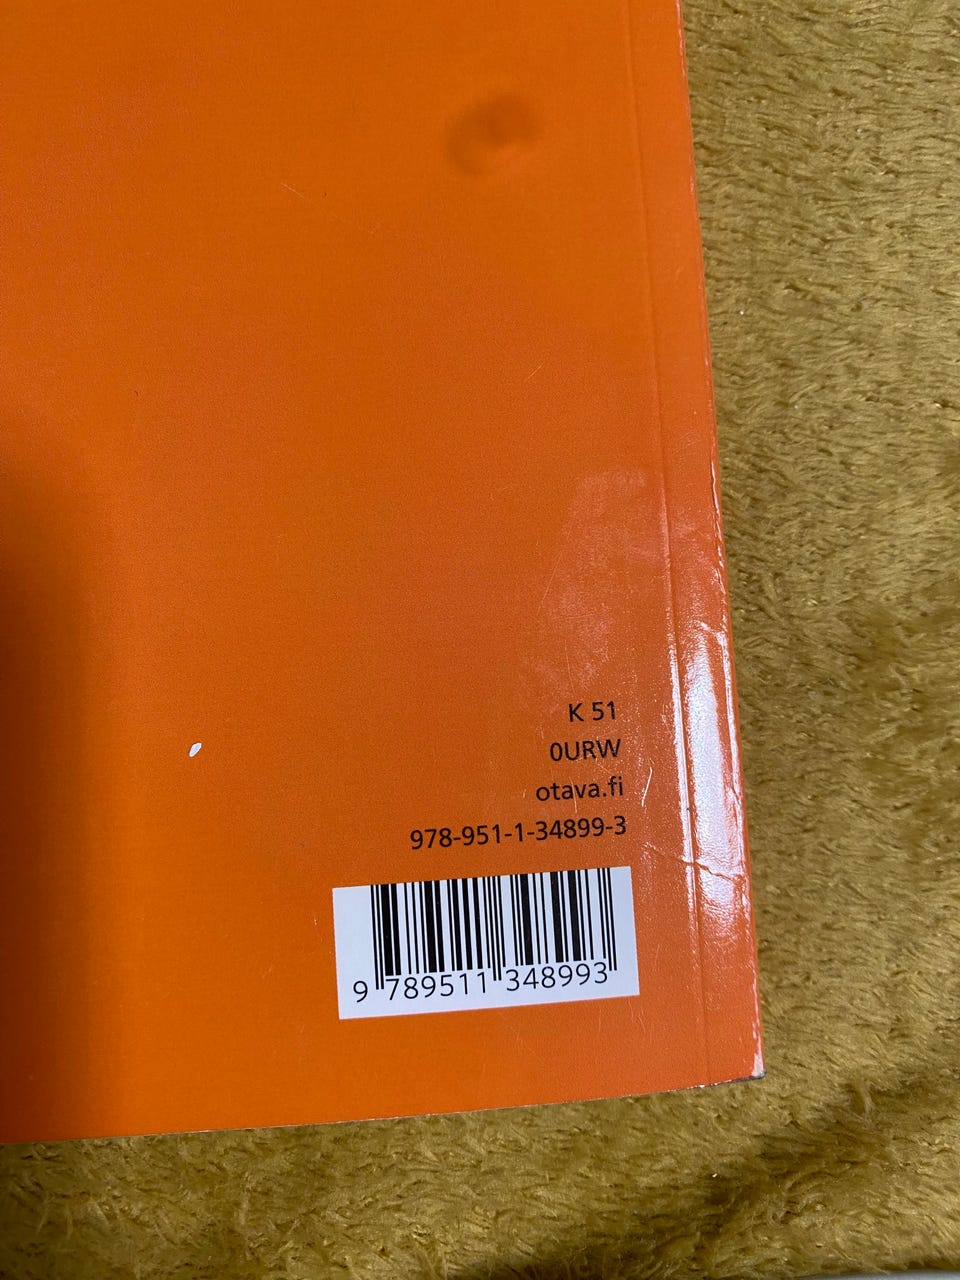 K 51
0URW
otava.fi
978-951-1-34899-3
9 789511 348993